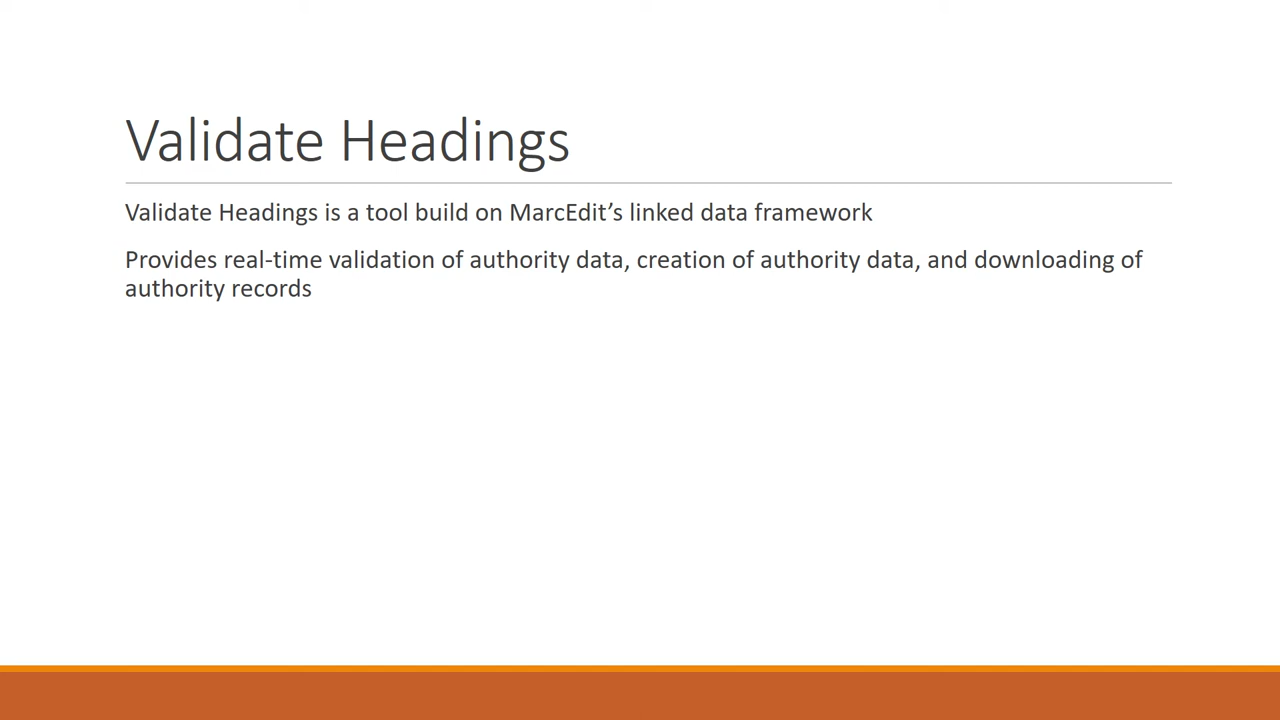 Validate Headings
Validate Headings is a tool build on MarcEdit’s linked data framework
Provides real-time validation of authority data, creation of authority data, and downloading of
authority records